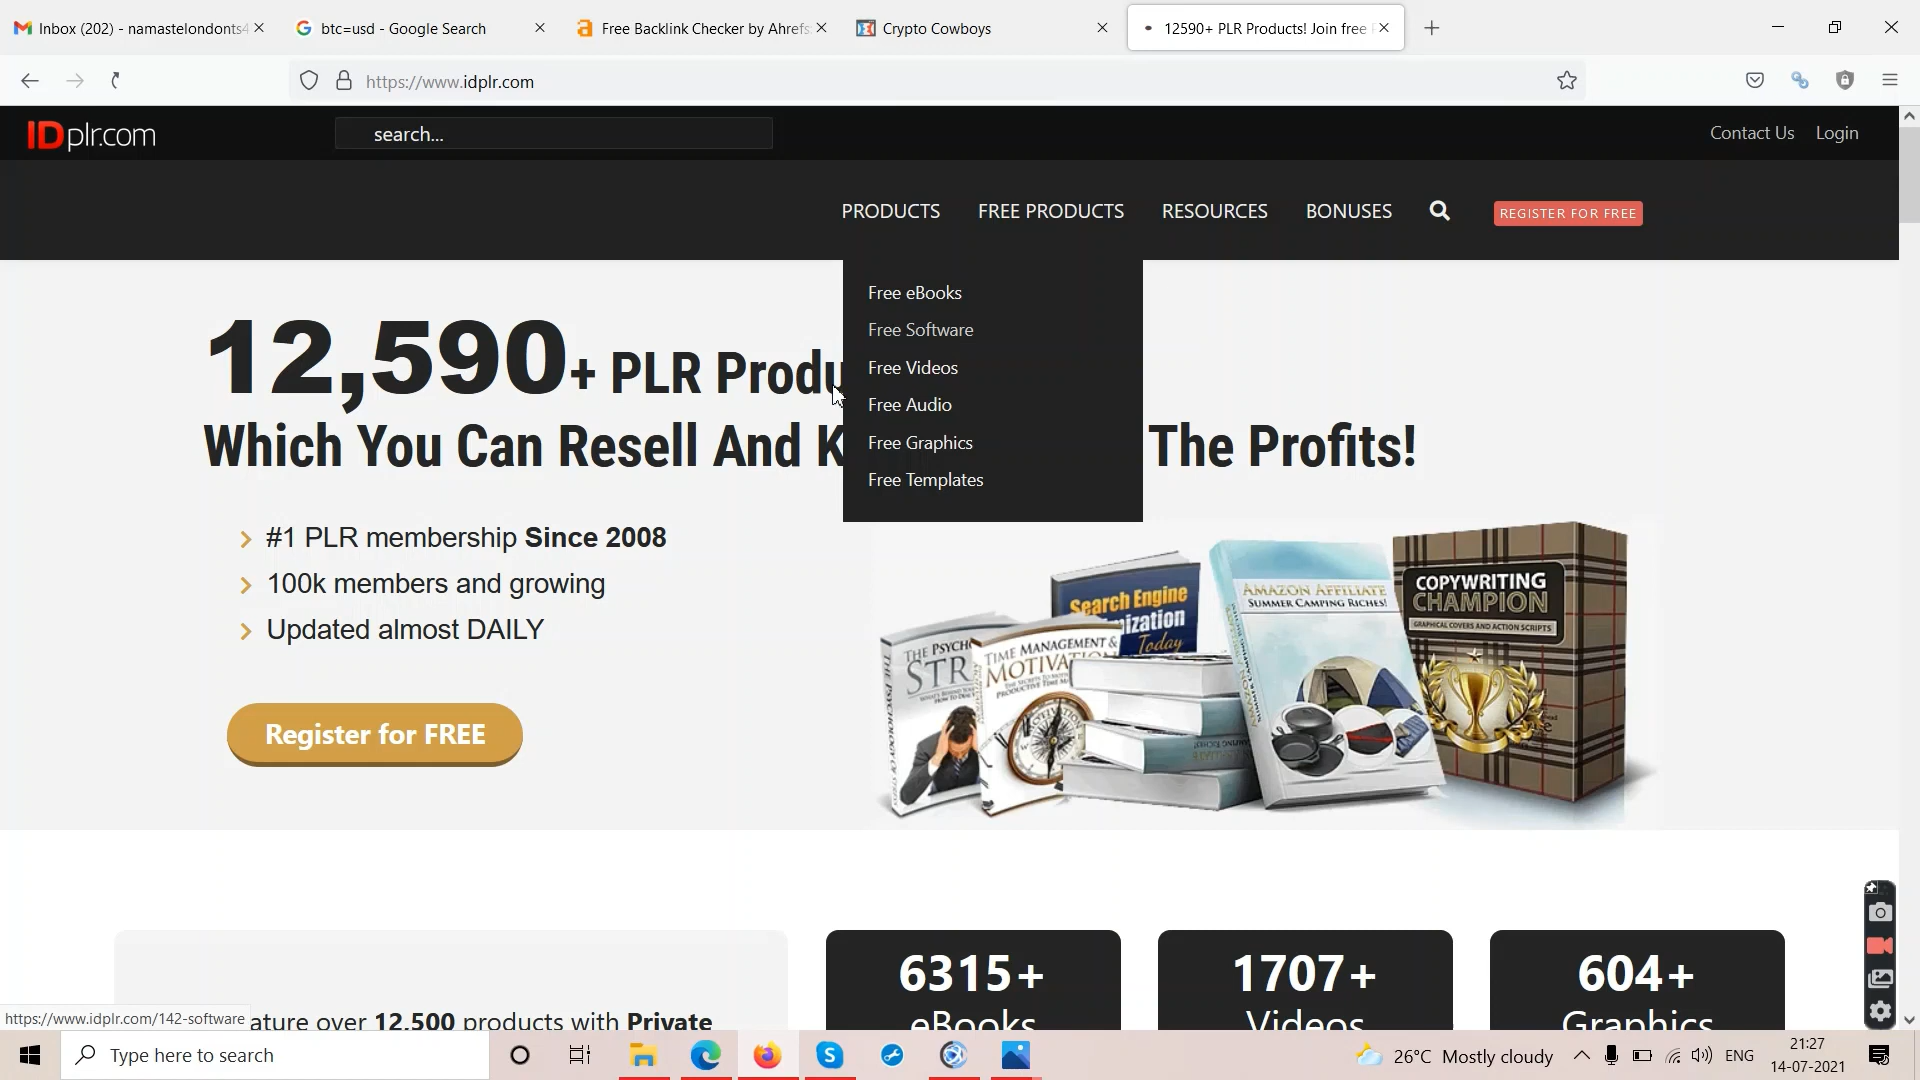 Inbox (202) - namastelondonts4
btc=usd - Google Search
Free Backlink Checker by Ahrefs
Crypto Cowboys
12590+ PLR Products! Join free
https://www.idplr.com
IDplr.com
search...
Contact Us
Login
PRODUCTS
FREE PRODUCTS
RESOURCES
BONUSES
REGISTER FOR FREE
Free eBooks
Free Software
Free Videos
Free Audio
Free Graphics
Free Templates
12,590+ PLR Produ
Which You Can Resell And K The Profits!
#1 PLR membership Since 2008
100k members and growing
Updated almost DAILY
Register for FREE
Search Engine
Today
TIME MANAGEMENT &
AMAZON AFFILIATE
SUMMER CAMPING RICHES!
COPYWRITING
CHAMPION
GRAPHICAL COVERS AND ACTION SCRIPTS
6315+
eBooks
1707+
Videos
604+
Graphics
ature over 12,500 products with Private
https://www.idplr.com/142-software
Type here to search
26°C Mostly cloudy
ENG
21:27
14-07-2021